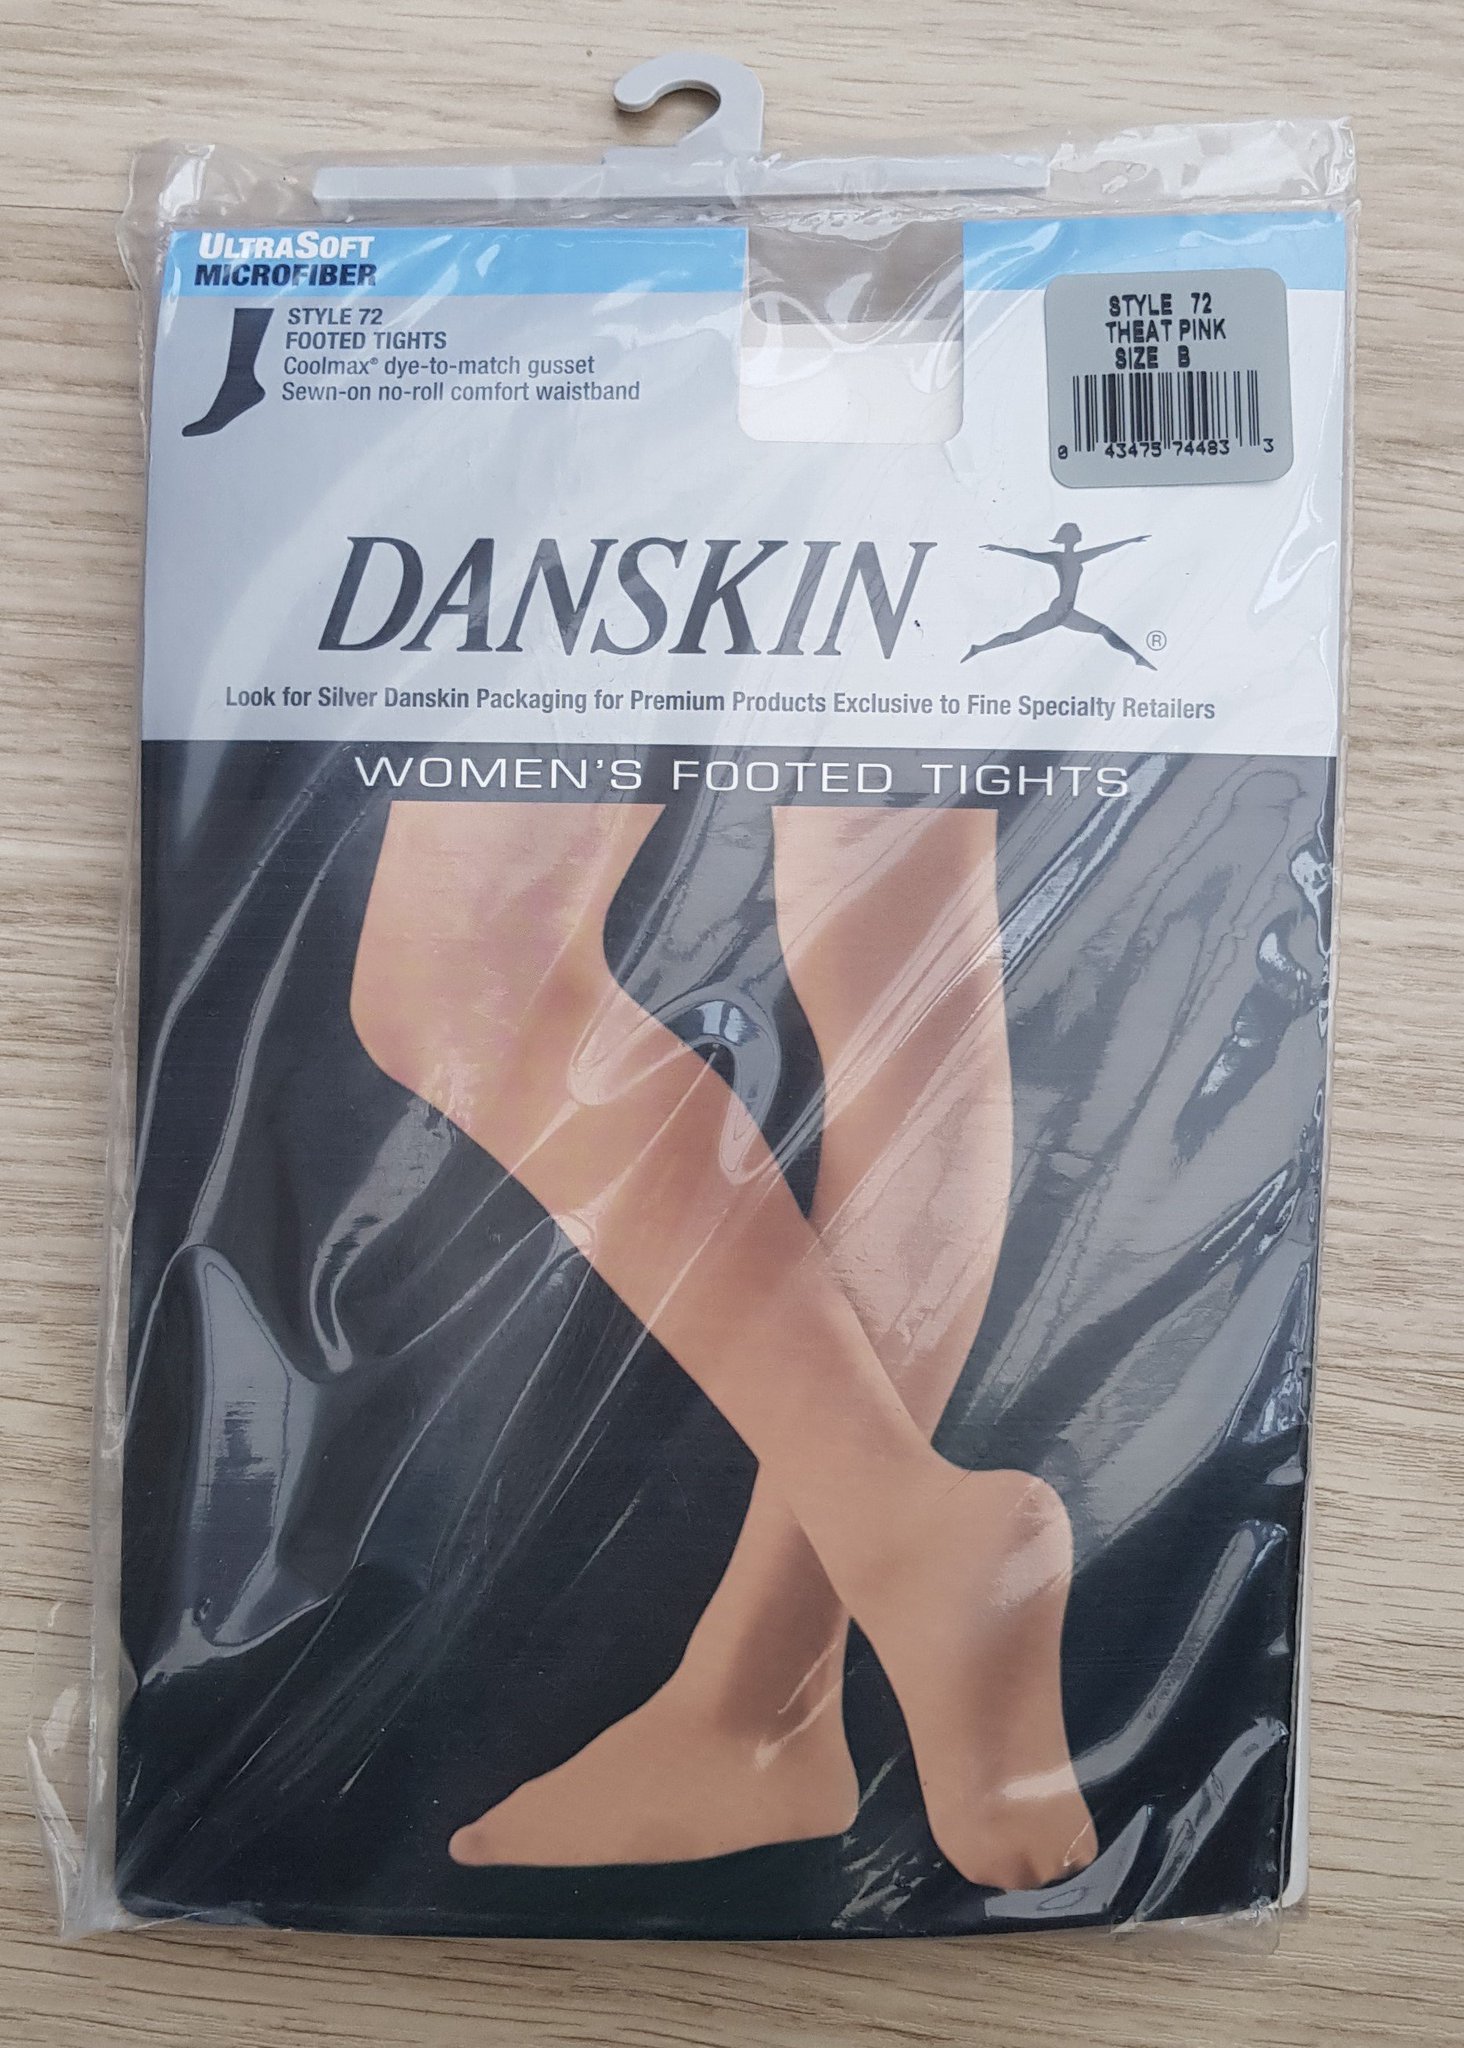 ULTRASOFT
MICROFIBER
STYLE 72
FOOTED TIGHTS
Coolmax® dye-to-match gusset
Sewn-on no-roll comfort waistband
STYLE 72
THEAT PINK
SIZE B
0 43475 74483 3
DANSKIN
®
Look for Silver Danskin Packaging for Premium Products Exclusive to Fine Specialty Retailers
WOMEN'S FOOTED TIGHTS